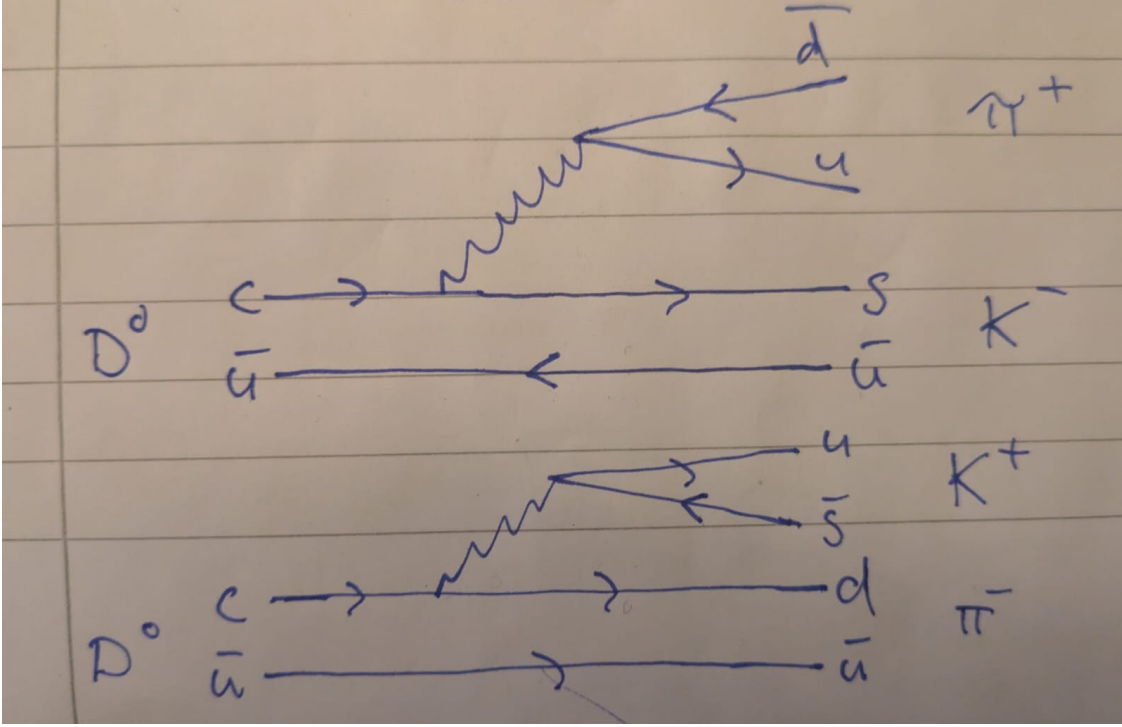 d̅
π⁺
u
c s
D⁰ K⁻
u̅ u̅
u
K⁺
s̅
c d
π⁻
D⁰
u̅ u̅